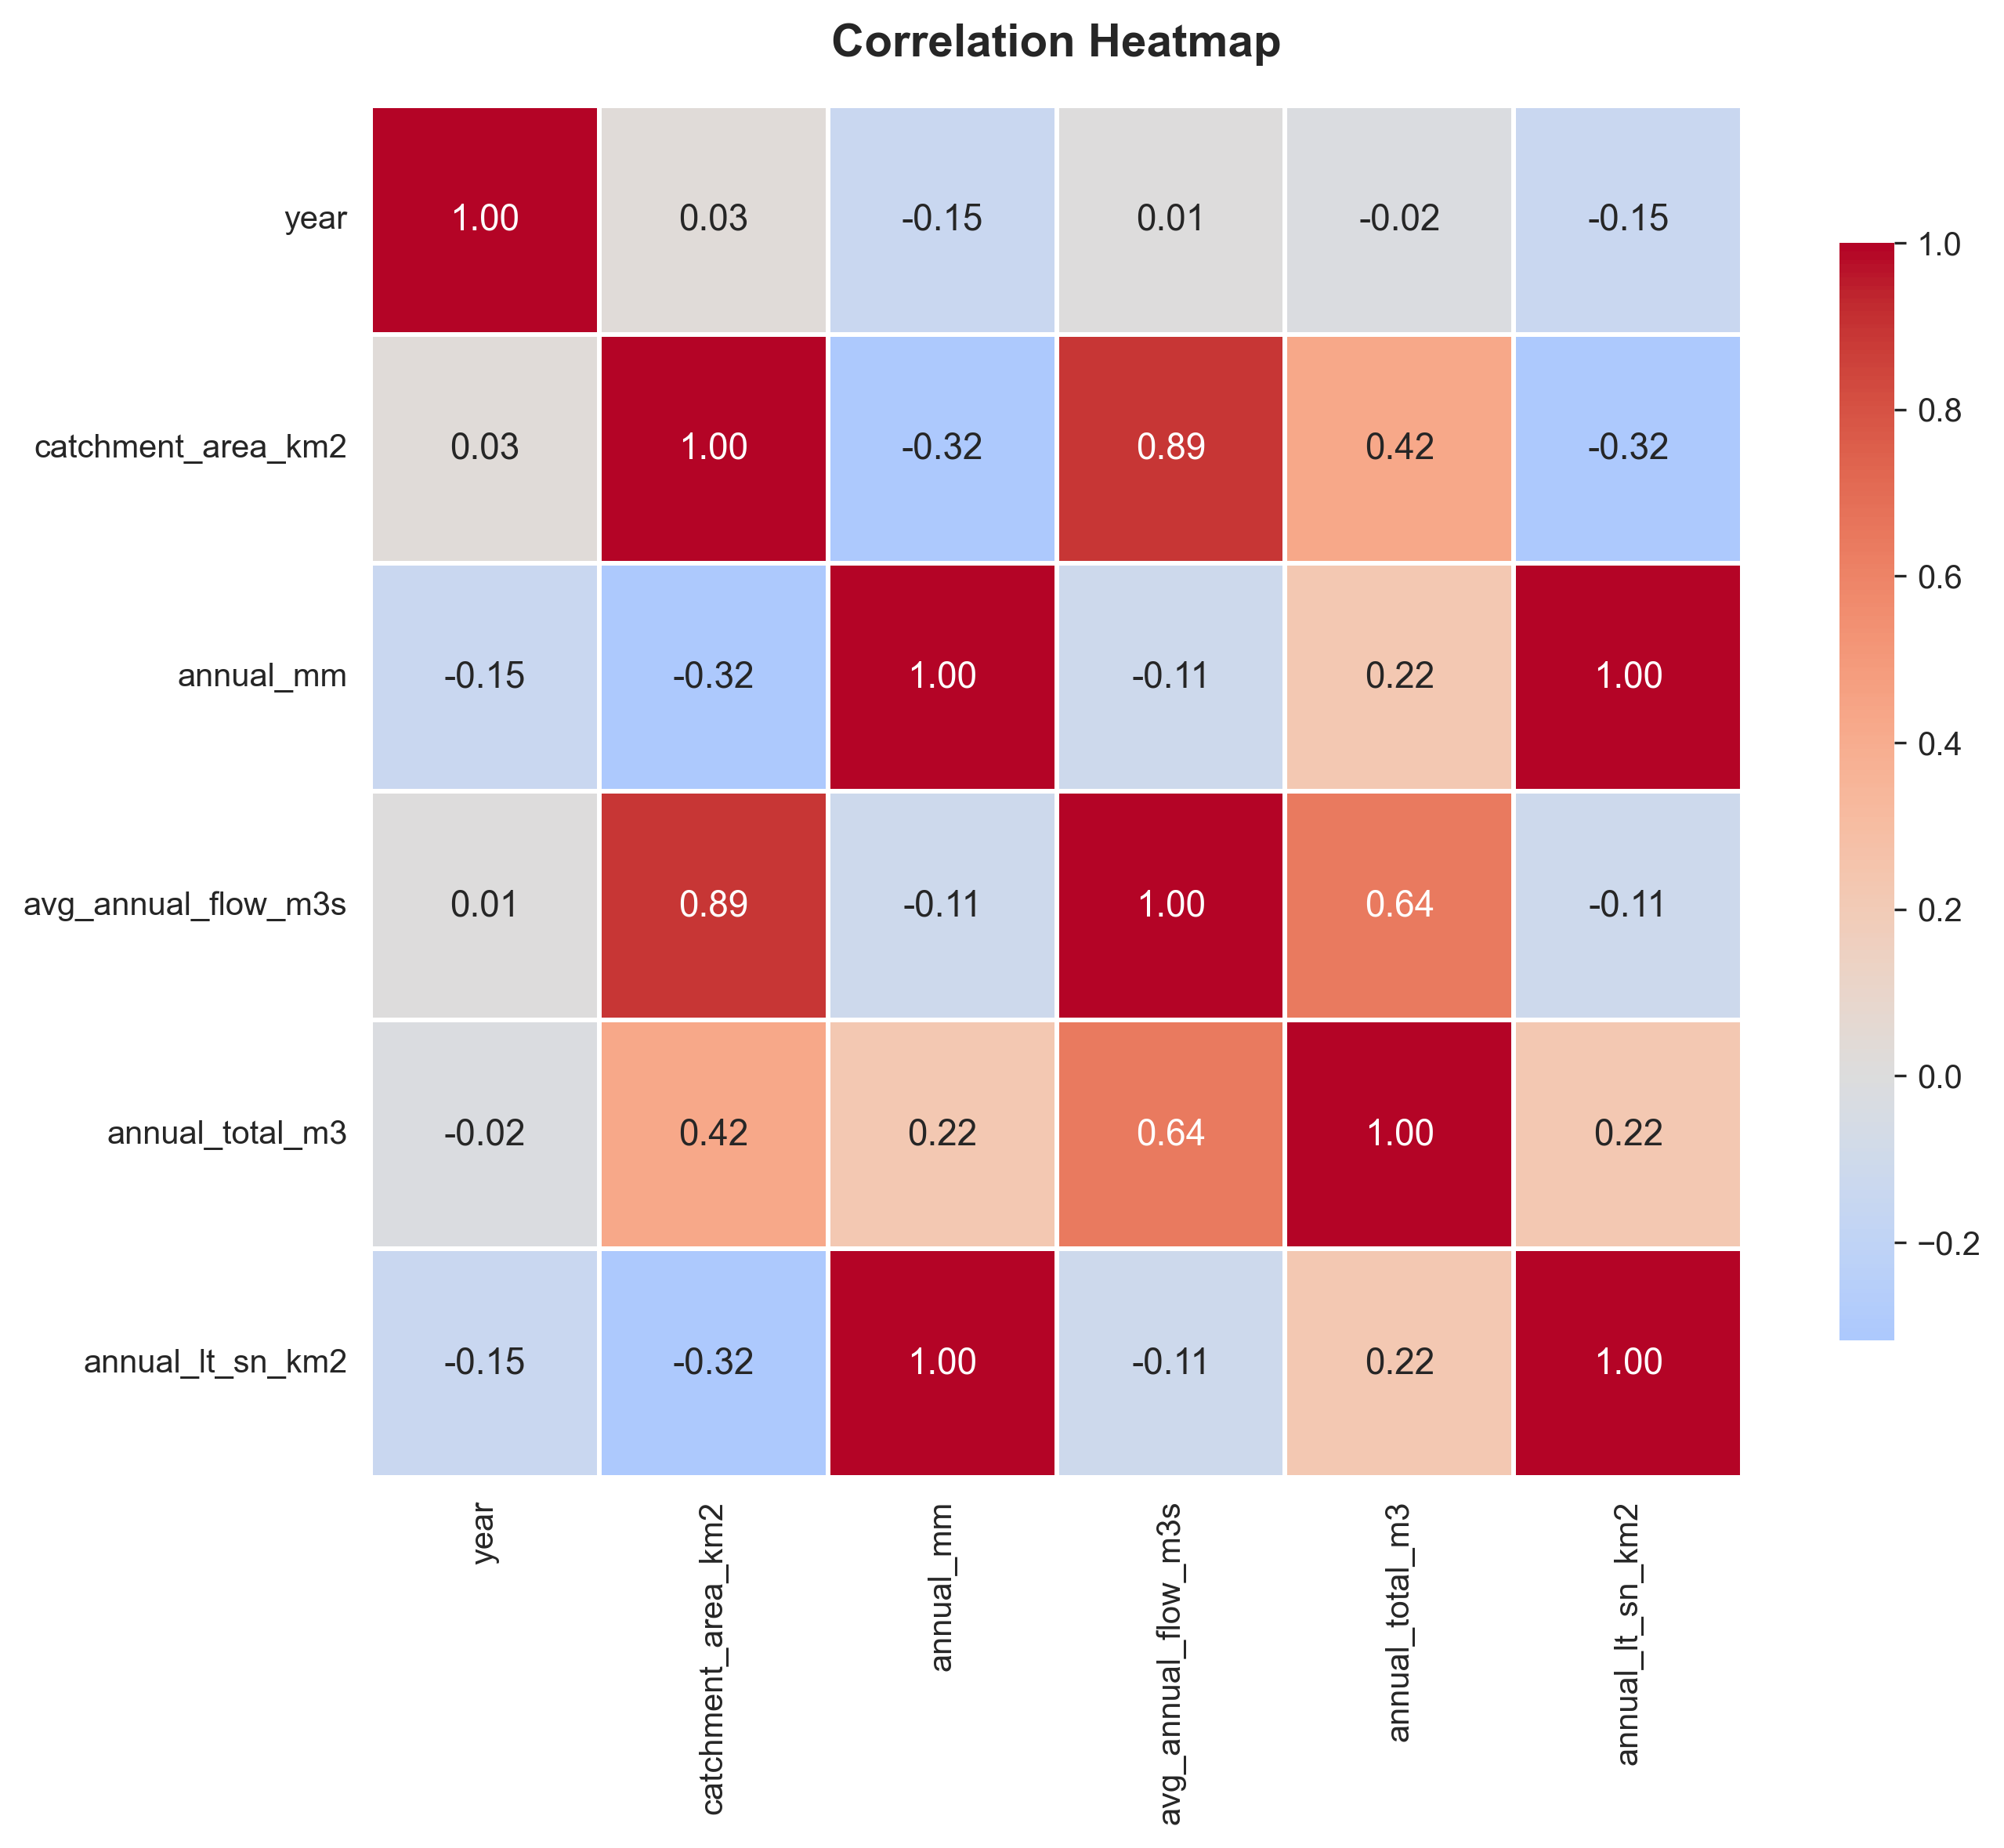 Correlation Heatmap
year 1.00 0.03 -0.15 0.01 -0.02 -0.15
catchment_area_km2 0.03 1.00 -0.32 0.89 0.42 -0.32
annual_mm -0.15 -0.32 1.00 -0.11 0.22 1.00
avg_annual_flow_m3s 0.01 0.89 -0.11 1.00 0.64 -0.11
annual_total_m3 -0.02 0.42 0.22 0.64 1.00 0.22
annual_lt_sn_km2 -0.15 -0.32 1.00 -0.11 0.22 1.00
year
catchment_area_km2
annual_mm
avg_annual_flow_m3s
annual_total_m3
annual_lt_sn_km2
1.0
0.8
0.6
0.4
0.2
0.0
−0.2